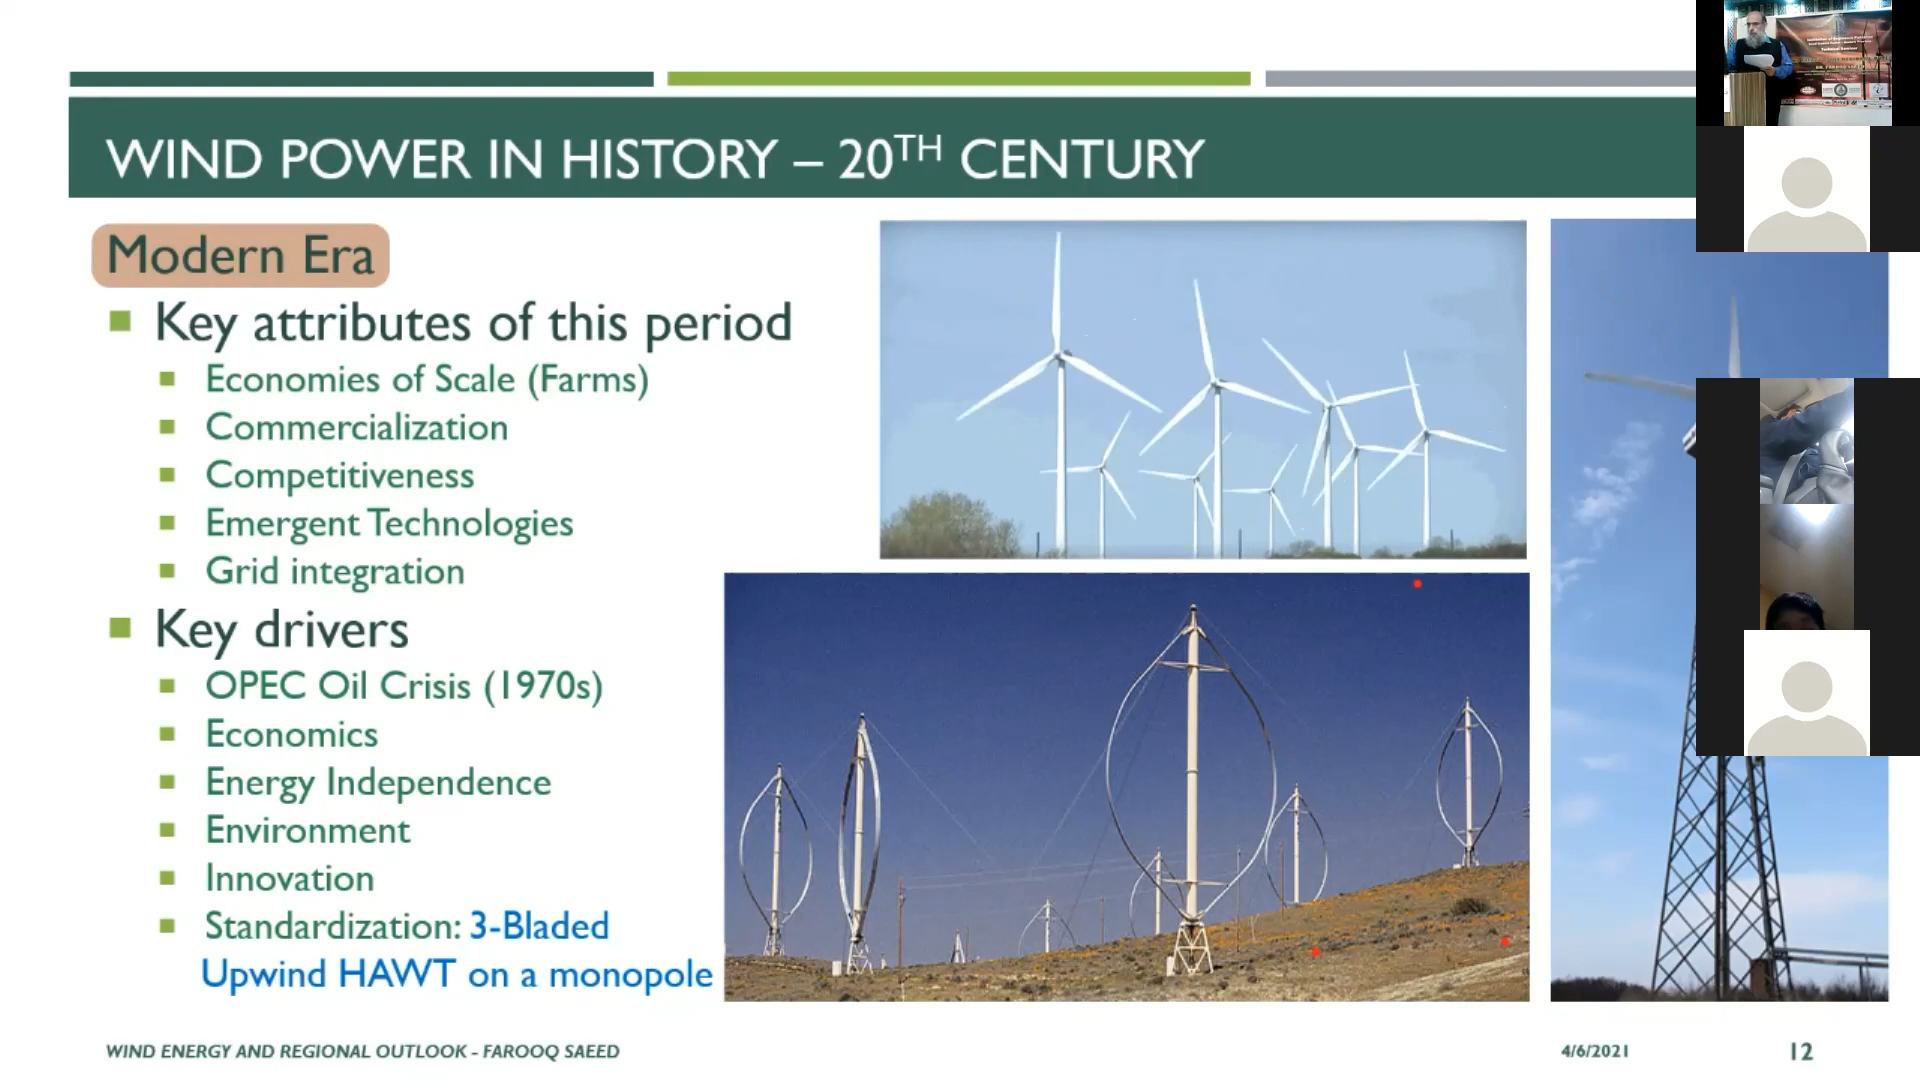 WIND POWER IN HISTORY – 20TH CENTURY
Modern Era
Key attributes of this period
Economies of Scale (Farms)
Commercialization
Competitiveness
Emergent Technologies
Grid integration
Key drivers
OPEC Oil Crisis (1970s)
Economics
Energy Independence
Environment
Innovation
Standardization: 3-Bladed
Upwind HAWT on a monopole
WIND ENERGY AND REGIONAL OUTLOOK - FAROOQ SAEED
4/6/2021
12